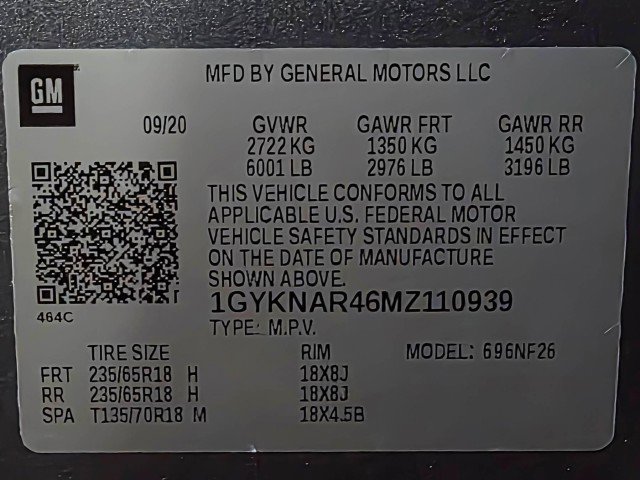 GM
MFD BY GENERAL MOTORS LLC
09/20 GVWR GAWR FRT GAWR RR
2722 KG 1350 KG 1450 KG
6001 LB 2976 LB 3196 LB
THIS VEHICLE CONFORMS TO ALL
APPLICABLE U.S. FEDERAL MOTOR
VEHICLE SAFETY STANDARDS IN EFFECT
ON THE DATE OF MANUFACTURE
SHOWN ABOVE.
1GYKNAR46MZ110939
464C
TYPE: M.P.V.
TIRE SIZE RIM MODEL: 696NF26
FRT 235/65R18 H 18X8J
RR 235/65R18 H 18X8J
SPA T135/70R18 M 18X4.5B